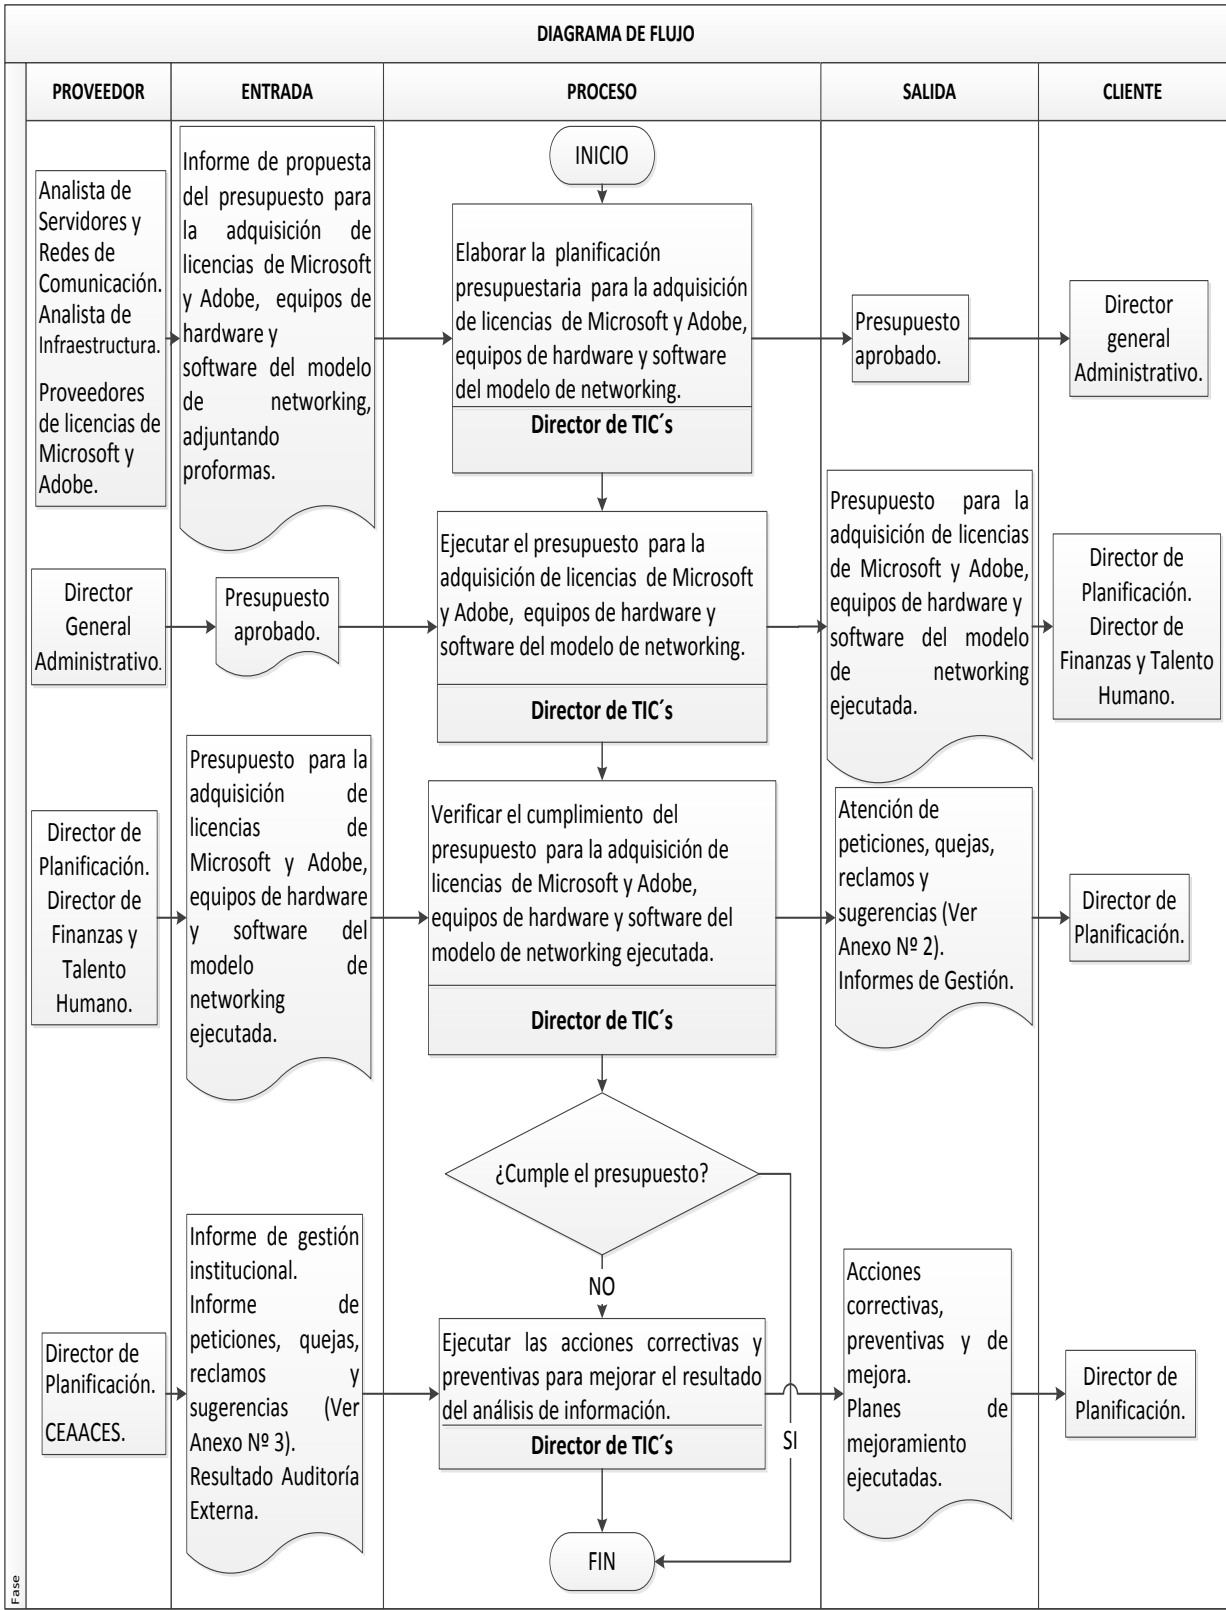 DIAGRAMA DE FLUJO
PROVEEDOR
ENTRADA
PROCESO
SALIDA
CLIENTE
INICIO
Analista de
Servidores y
Redes de
Comunicación.
Analista de
Infraestructura.
Proveedores
de licencias de
Microsoft y
Adobe.
Informe de propuesta
del presupuesto para
la adquisición de
licencias de Microsoft
y Adobe, equipos de
hardware y
software del modelo
de networking,
adjuntando
proformas.
Elaborar la planificación
presupuestaria para la adquisición
de licencias de Microsoft y Adobe,
equipos de hardware y software
del modelo de networking.
Director de TIC´s
Presupuesto
aprobado.
Director
general
Administrativo.
Director
General
Administrativo.
Presupuesto
aprobado.
Ejecutar el presupuesto para la
adquisición de licencias de Microsoft
y Adobe, equipos de hardware y
software del modelo de networking.
Director de TIC´s
Presupuesto para la
adquisición de licencias
de Microsoft y Adobe,
equipos de hardware y
software del modelo
de networking
ejecutada.
Director de
Planificación.
Director de
Finanzas y Talento
Humano.
Director de
Planificación.
Director de
Finanzas y
Talento
Humano.
Presupuesto para la
adquisición de
licencias de
Microsoft y Adobe,
equipos de hardware
y software del
modelo de
networking
ejecutada.
Verificar el cumplimiento del
presupuesto para la adquisición de
licencias de Microsoft y Adobe,
equipos de hardware y software del
modelo de networking ejecutada.
Director de TIC´s
Atención de
peticiones, quejas,
reclamos y
sugerencias (Ver
Anexo Nº 2).
Informes de Gestión.
Director de
Planificación.
¿Cumple el presupuesto?
NO
SI
Director de
Planificación.
CEAACES.
Informe de gestión
institucional.
Informe de
peticiones, quejas,
reclamos y
sugerencias (Ver
Anexo Nº 3).
Resultado Auditoría
Externa.
Ejecutar las acciones correctivas y
preventivas para mejorar el resultado
del análisis de información.
Director de TIC´s
Acciones
correctivas,
preventivas y de
mejora.
Planes de
mejoramiento
ejecutadas.
Director de
Planificación.
FIN
Fase